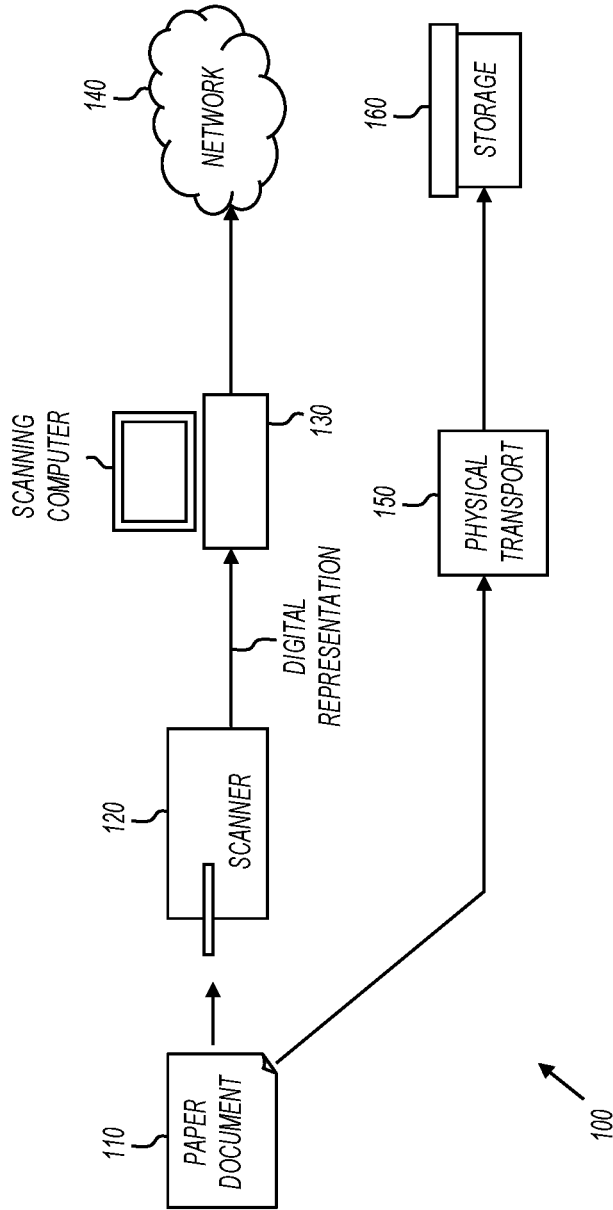 110
PAPER
DOCUMENT
120
SCANNER
DIGITAL
REPRESENTATION
SCANNING
COMPUTER
130
140
NETWORK
150
PHYSICAL
TRANSPORT
160
STORAGE
100